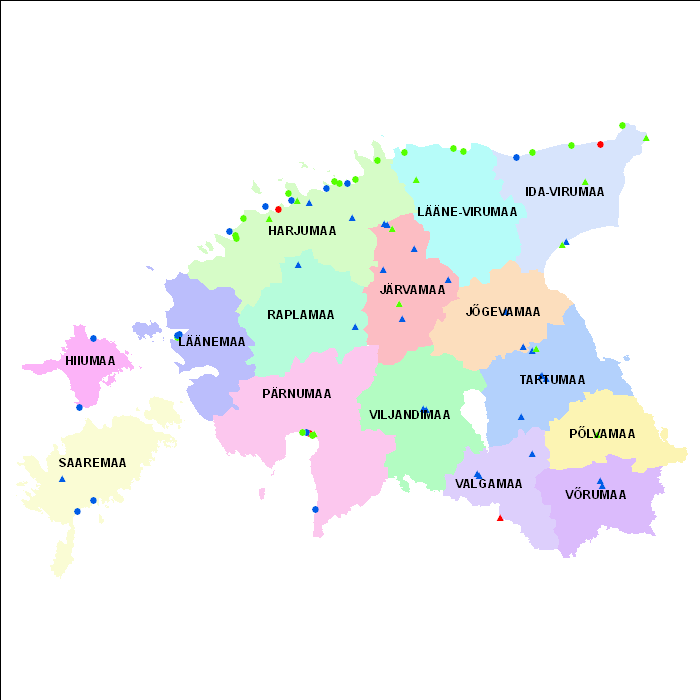 IDA-VIRUMAA
LÄÄNE-VIRUMAA
HARJUMAA
JÄRVAMAA
JÕGEVAMAA
RAPLAMAA
LÄÄNEMAA
HIIUMAA
TARTUMAA
PÄRNUMAA
VILJANDIMAA
PÕLVAMAA
SAAREMAA
VALGAMAA
VÕRUMAA